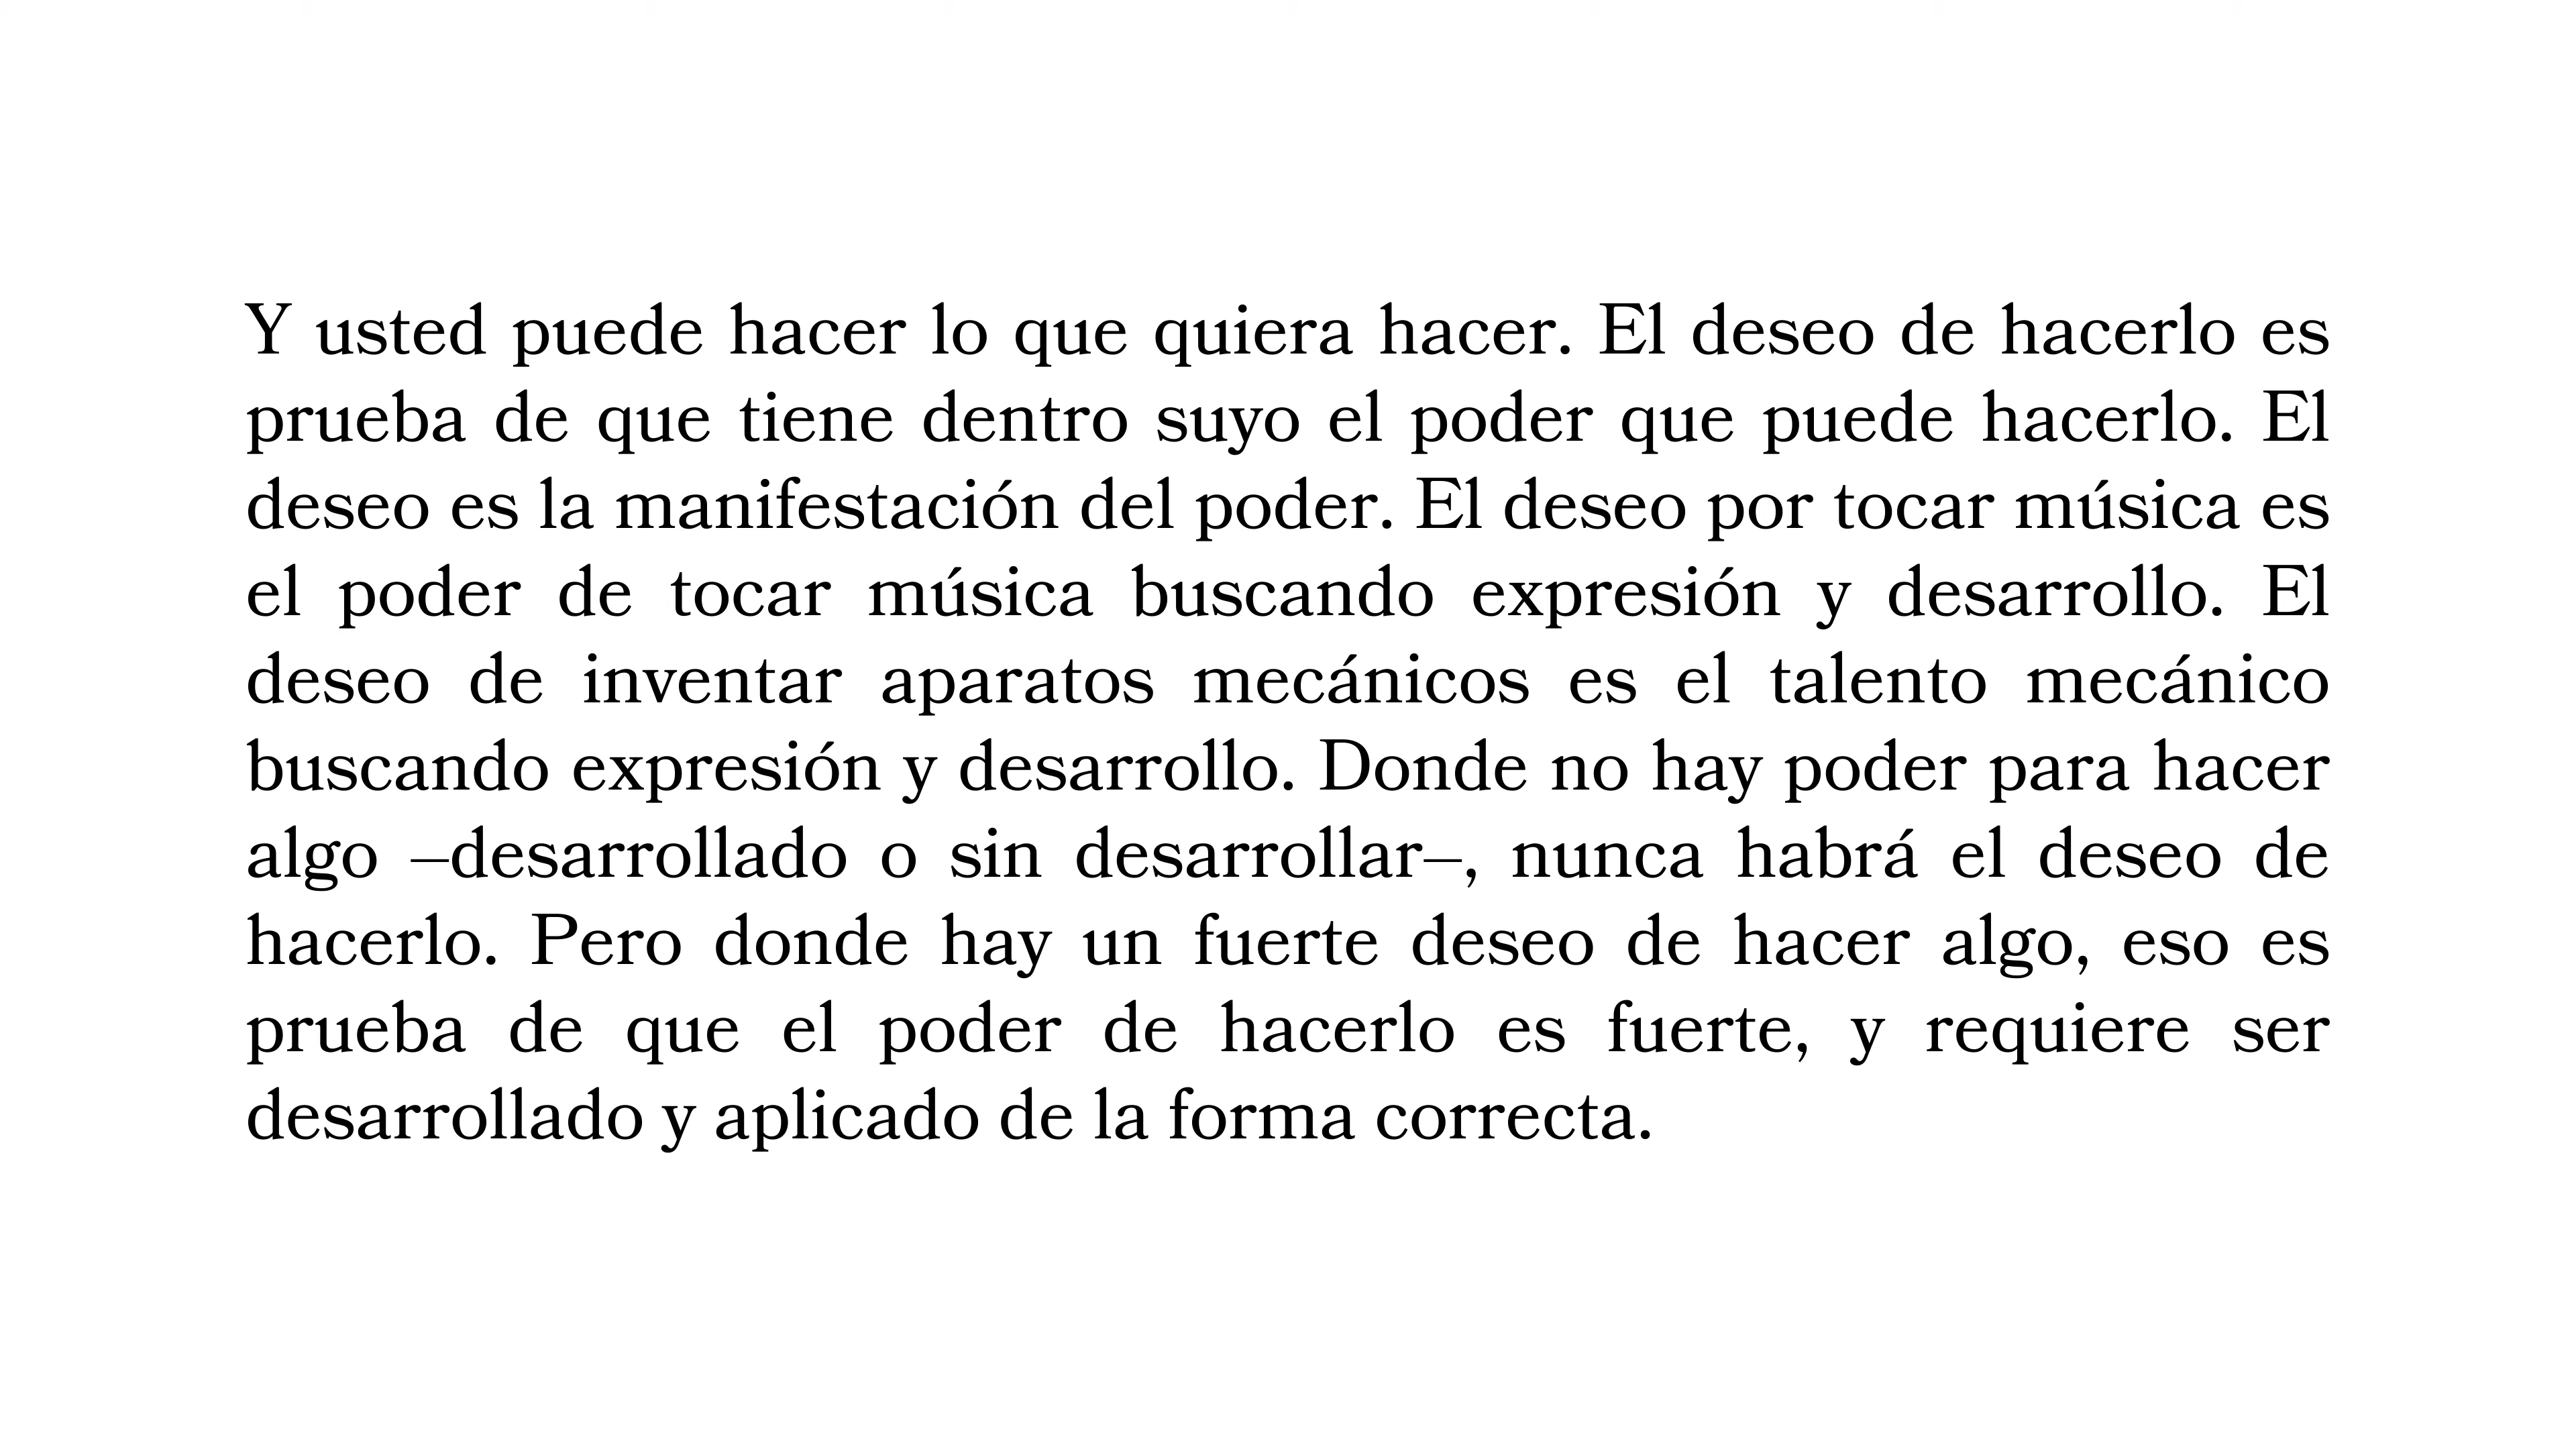 Y usted puede hacer lo que quiera hacer. El deseo de hacerlo es
prueba de que tiene dentro suyo el poder que puede hacerlo. El
deseo es la manifestación del poder. El deseo por tocar música es
el poder de tocar música buscando expresión y desarrollo. El
deseo de inventar aparatos mecánicos es el talento mecánico
buscando expresión y desarrollo. Donde no hay poder para hacer
algo –desarrollado o sin desarrollar–, nunca habrá el deseo de
hacerlo. Pero donde hay un fuerte deseo de hacer algo, eso es
prueba de que el poder de hacerlo es fuerte, y requiere ser
desarrollado y aplicado de la forma correcta.